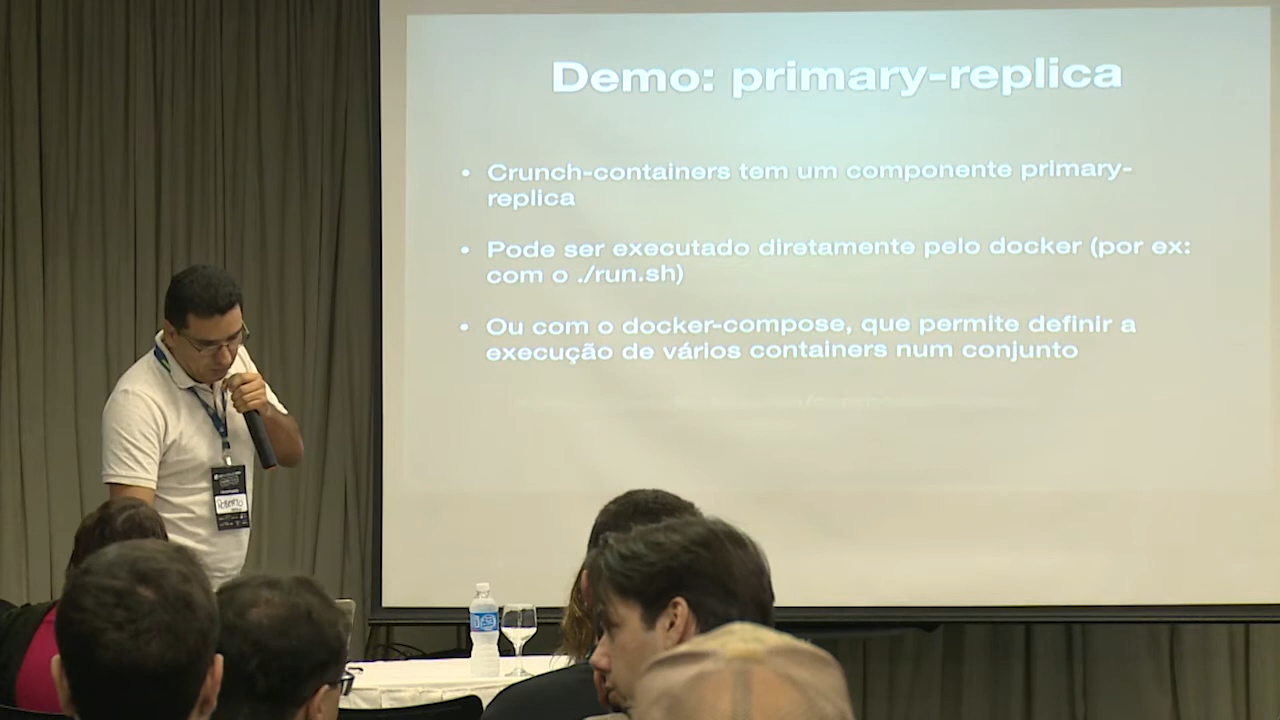 Demo: primary-replica
• Crunch-containers tem um componente primary-
replica
• Pode ser executado diretamente pelo docker (por ex:
com o ./run.sh)
• Ou com o docker-compose, que permite definir a
execução de vários containers num conjunto
ROBERTO